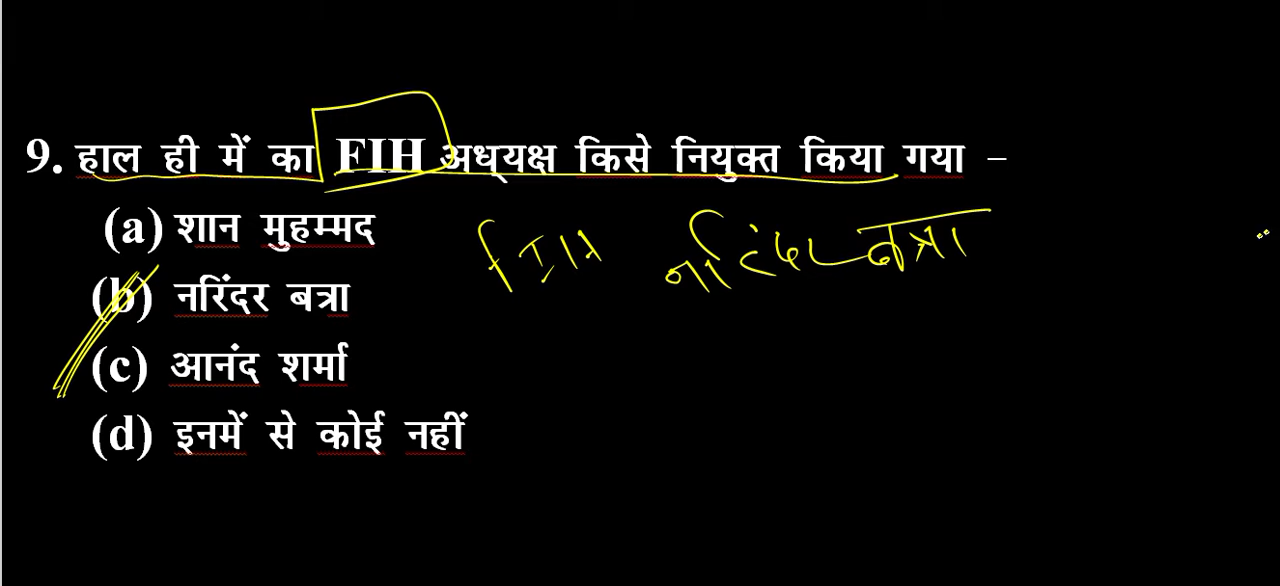 9. हाल ही में का FIH अध्यक्ष किसे नियुक्त किया गया –
(a) शान मुहम्मद
FIH नरिंदर बत्रा
(b) नरिंदर बत्रा
(c) आनंद शर्मा
(d) इनमें से कोई नहीं